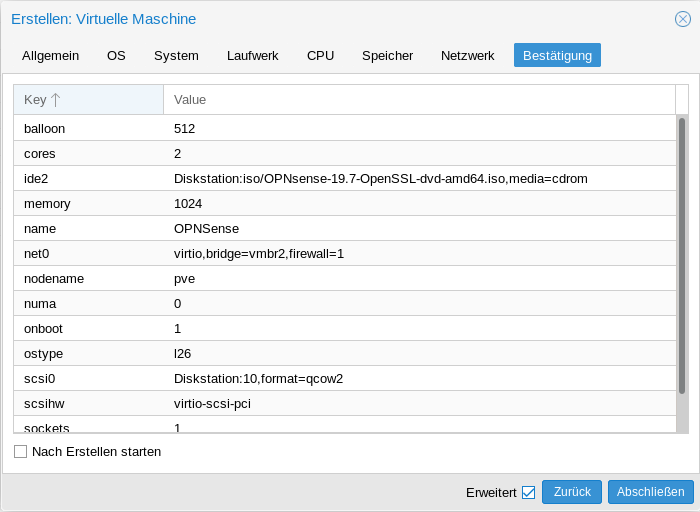 Erstellen: Virtuelle Maschine
Allgemein OS System Laufwerk CPU Speicher Netzwerk Bestätigung
Key Value
balloon 512
cores 2
ide2 Diskstation:iso/OPNsense-19.7-OpenSSL-dvd-amd64.iso,media=cdrom
memory 1024
name OPNSense
net0 virtio,bridge=vmbr2,firewall=1
nodename pve
numa 0
onboot 1
ostype l26
scsi0 Diskstation:10,format=qcow2
scsihw virtio-scsi-pci
sockets 1
Nach Erstellen starten
Erweitert Zurück Abschließen